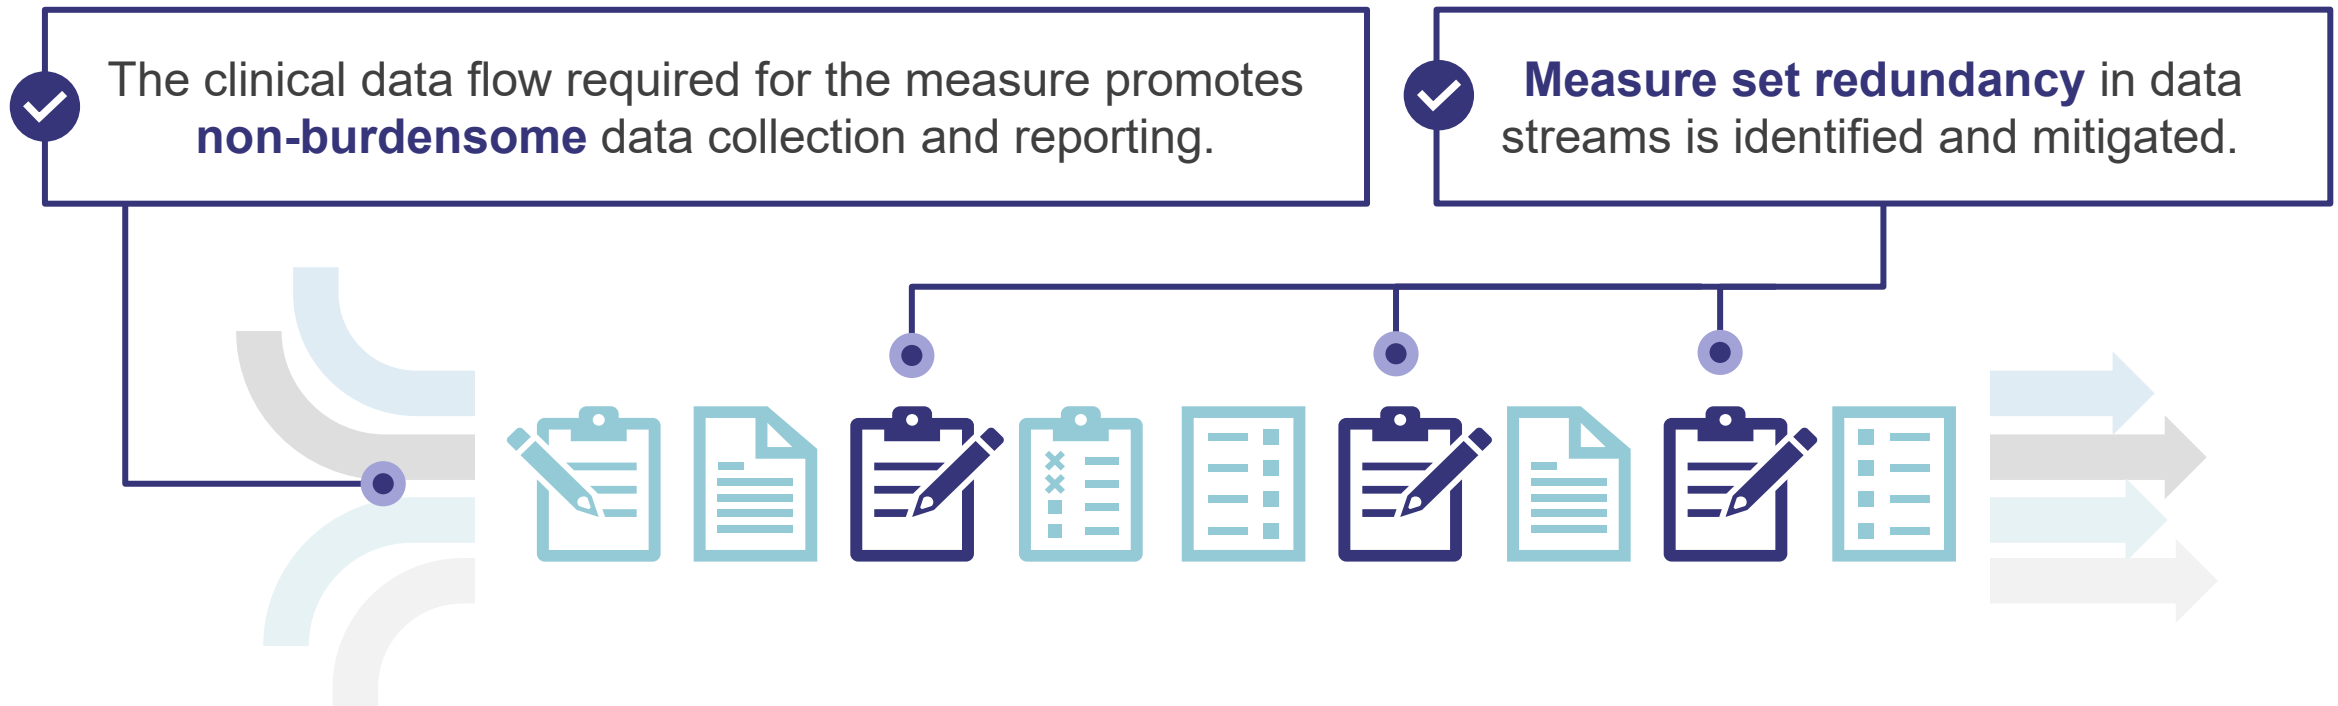 The clinical data flow required for the measure promotes
non-burdensome data collection and reporting.
Measure set redundancy in data
streams is identified and mitigated.